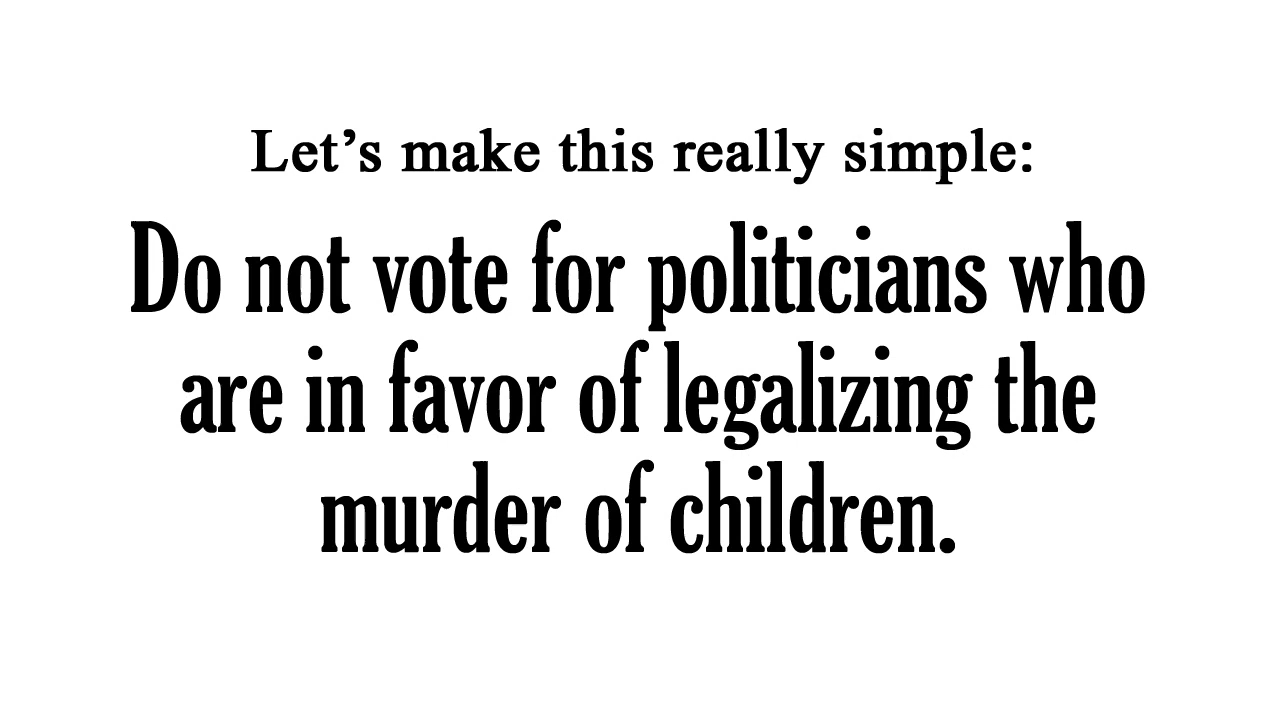 Let’s make this really simple:
Do not vote for politicians who
are in favor of legalizing the
murder of children.